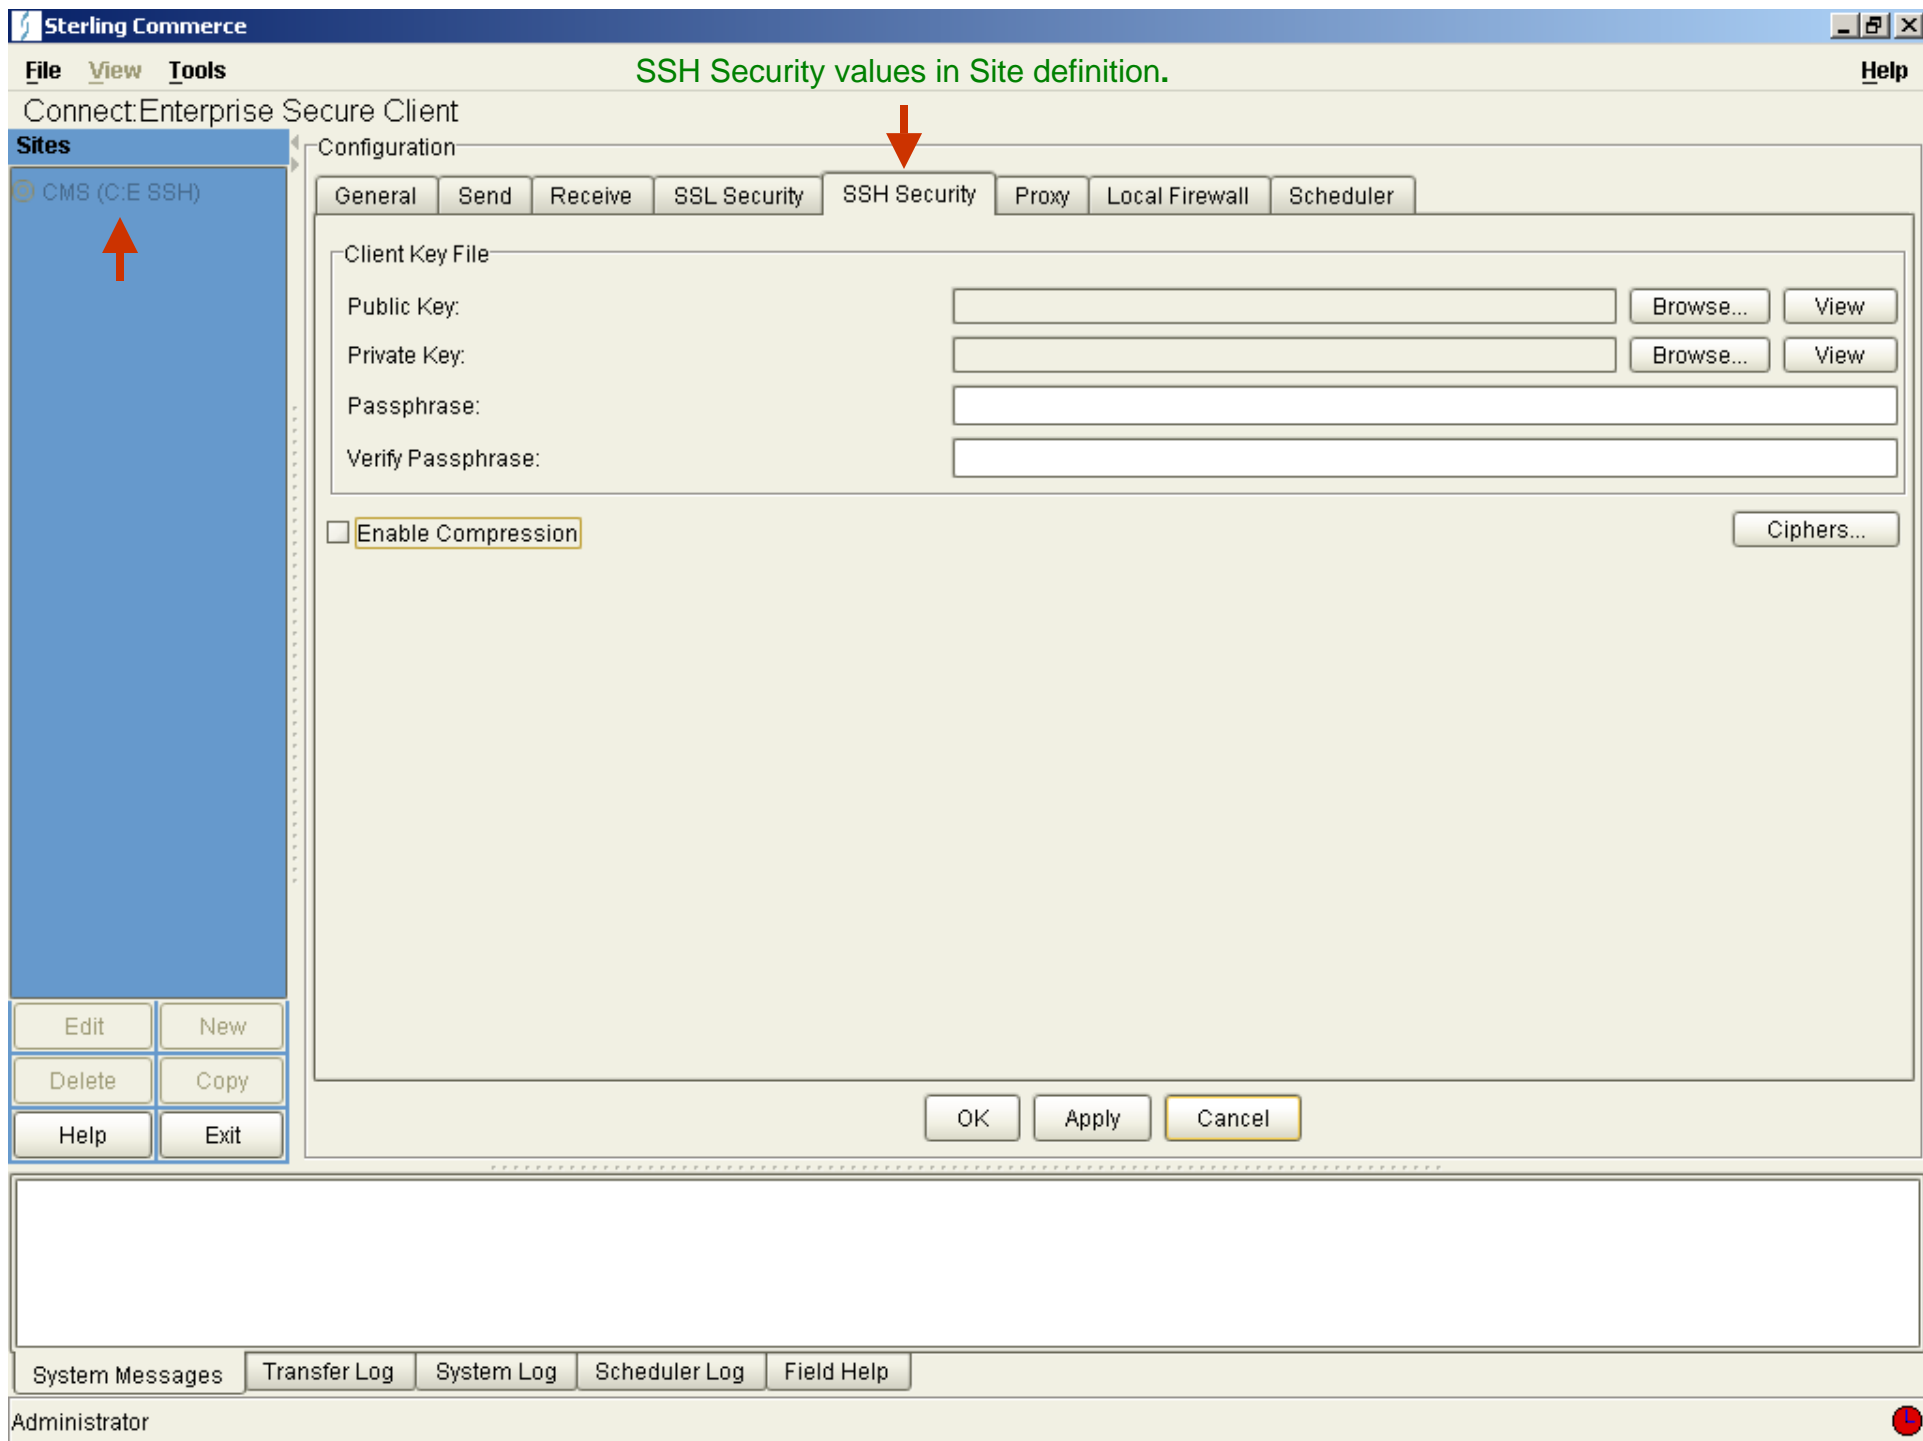 Sterling Commerce
File View Tools
SSH Security values in Site definition.
Help
Connect:Enterprise Secure Client
Sites
CMS (C:E SSH)
Configuration
General Send Receive SSL Security SSH Security Proxy Local Firewall Scheduler
Client Key File
Public Key: Browse... View
Private Key: Browse... View
Passphrase:
Verify Passphrase:
Enable Compression Ciphers...
Edit New
Delete Copy
Help Exit
OK Apply Cancel
System Messages Transfer Log System Log Scheduler Log Field Help
Administrator